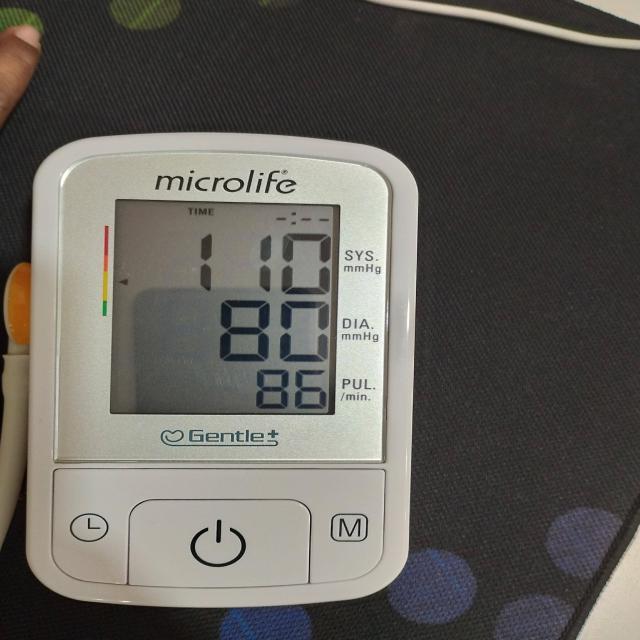 microlife®
TIME -:--
110 SYS. mmHg
80 DIA. mmHg
86 PUL. /min.
Gentle+
M